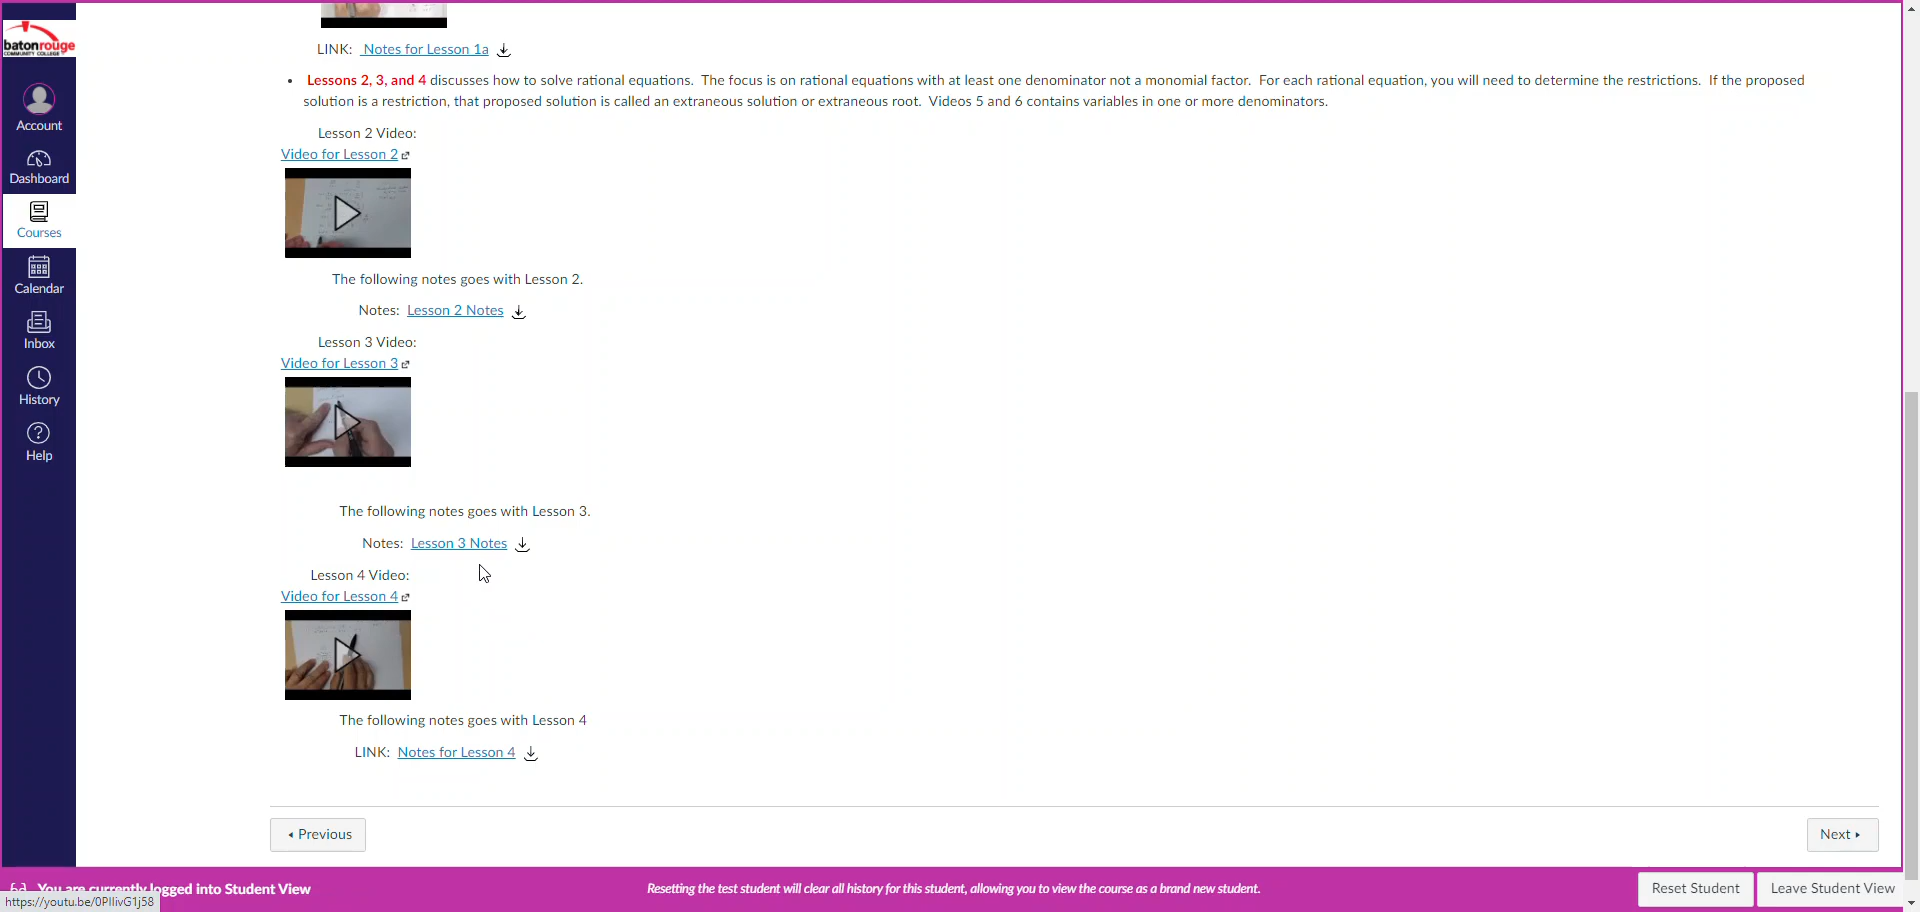 LINK: Notes for Lesson 1a
batonrouge
COMMUNITY COLLEGE
Account
Dashboard
Courses
Calendar
Inbox
History
Help
• Lessons 2, 3, and 4 discusses how to solve rational equations. The focus is on rational equations with at least one denominator not a monomial factor. For each rational equation, you will need to determine the restrictions. If the proposed
solution is a restriction, that proposed solution is called an extraneous solution or extraneous root. Videos 5 and 6 contains variables in one or more denominators.
Lesson 2 Video:
Video for Lesson 2
The following notes goes with Lesson 2.
Notes: Lesson 2 Notes
Lesson 3 Video:
Video for Lesson 3
The following notes goes with Lesson 3.
Notes: Lesson 3 Notes
Lesson 4 Video:
Video for Lesson 4
The following notes goes with Lesson 4
LINK: Notes for Lesson 4
Previous
Next
You are currently logged into Student View
Resetting the test student will clear all history for this student, allowing you to view the course as a brand new student.
Reset Student
Leave Student View